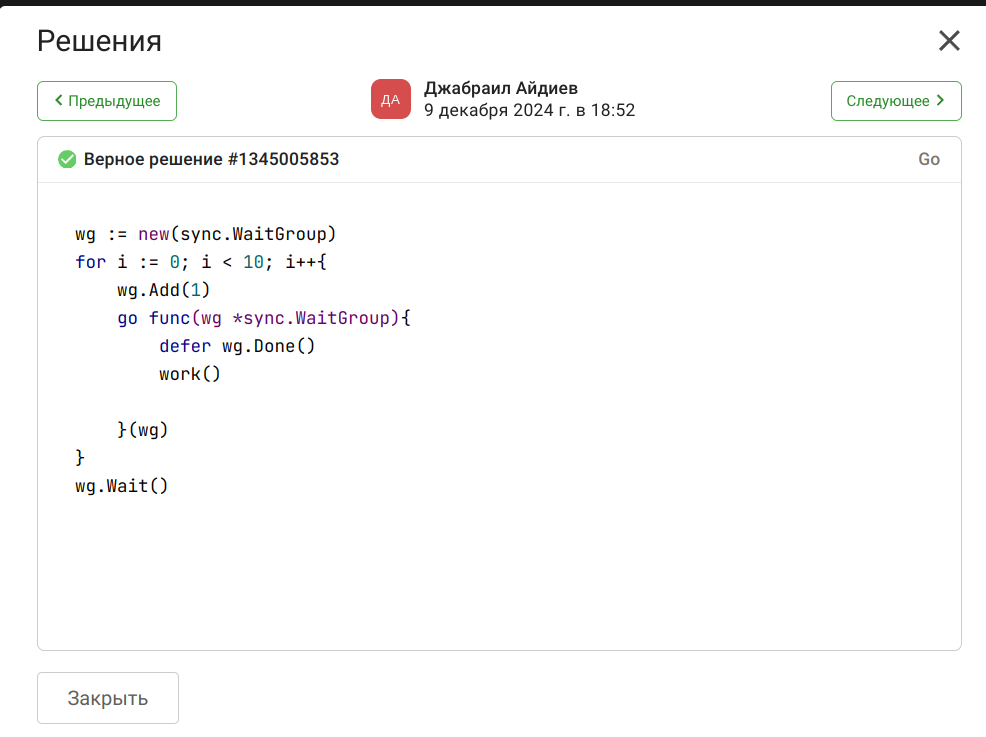 Решения
Предыдущее
ДА
Джабраил Айдиев
9 декабря 2024 г. в 18:52
Следующее
Верное решение #1345005853
Go
wg := new(sync.WaitGroup)
for i := 0; i < 10; i++{
    wg.Add(1)
    go func(wg *sync.WaitGroup){
        defer wg.Done()
        work()
    }(wg)
}
wg.Wait()
Закрыть